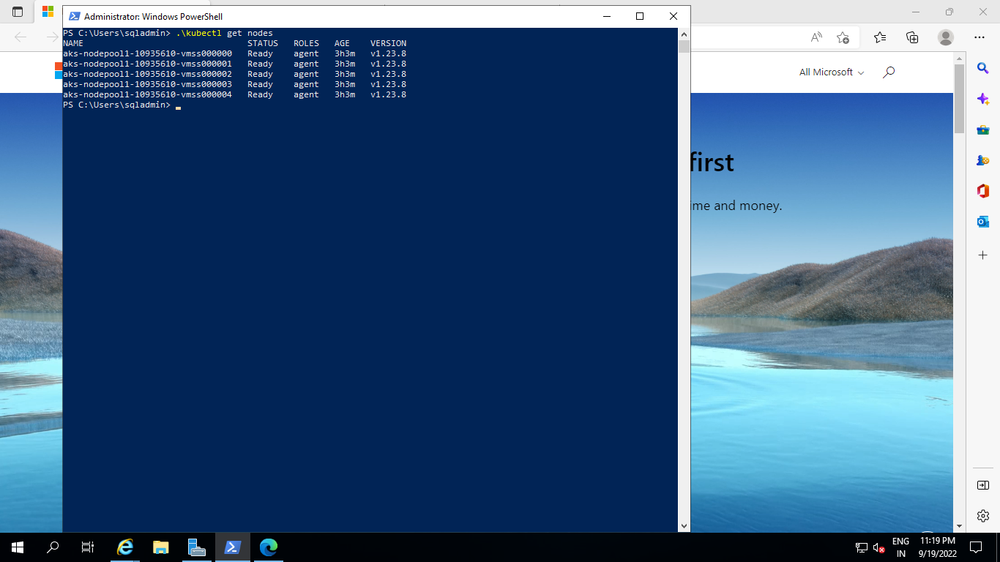 Administrator: Windows PowerShell
PS C:\Users\sqladmin> .\kubectl get nodes
NAME STATUS ROLES AGE VERSION
aks-nodepool1-10935610-vmss000000 Ready agent 3h3m v1.23.8
aks-nodepool1-10935610-vmss000001 Ready agent 3h3m v1.23.8
aks-nodepool1-10935610-vmss000002 Ready agent 3h3m v1.23.8
aks-nodepool1-10935610-vmss000003 Ready agent 3h3m v1.23.8
aks-nodepool1-10935610-vmss000004 Ready agent 3h3m v1.23.8
PS C:\Users\sqladmin>
All Microsoft
first
ime and money.
ENG
IN
11:19 PM
9/19/2022